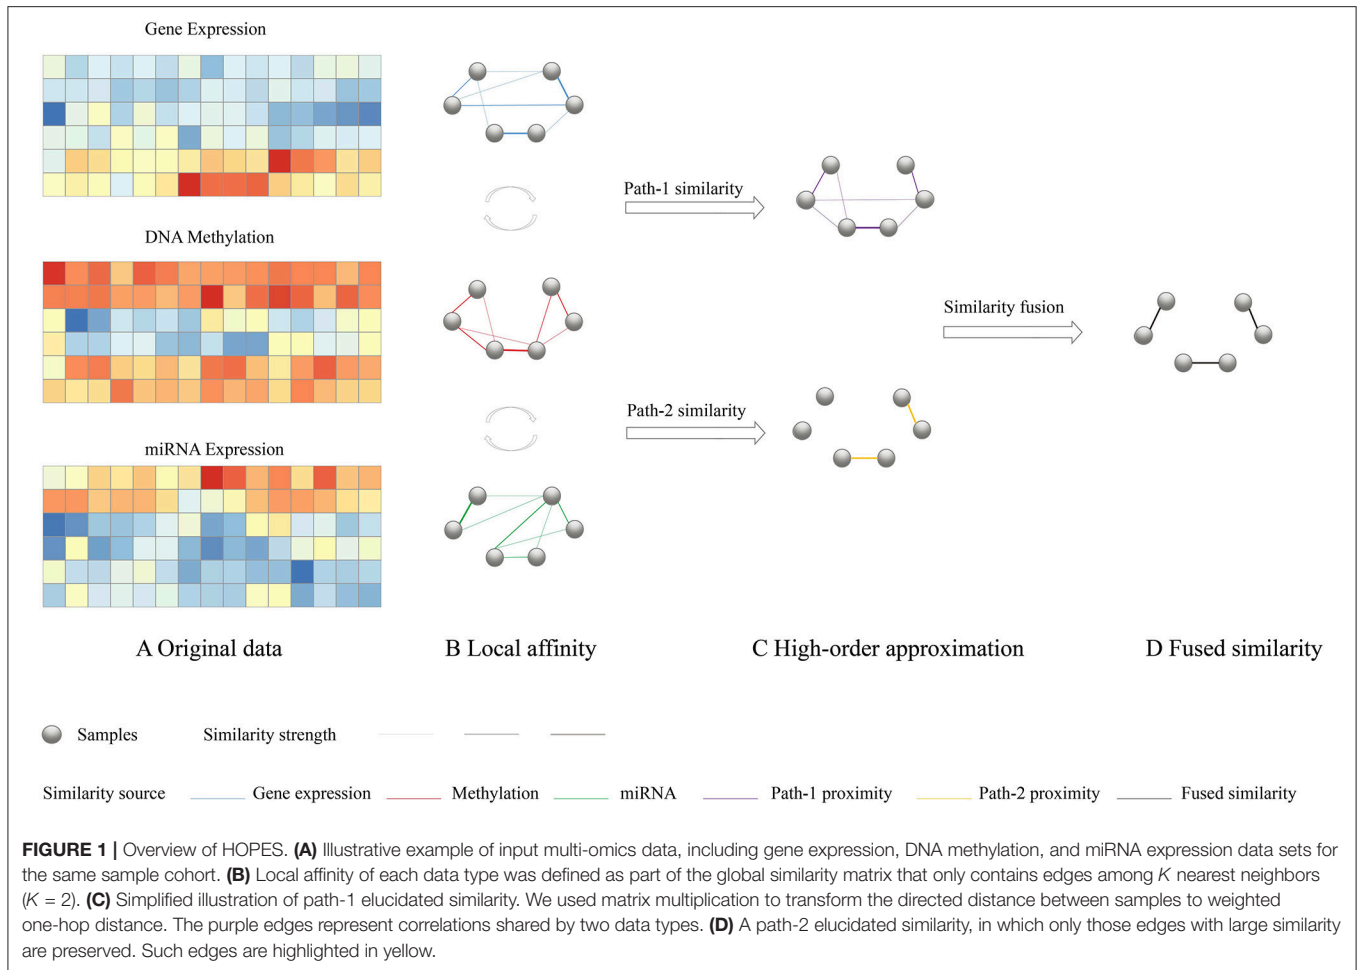 Gene Expression
DNA Methylation
miRNA Expression
Path-1 similarity
Path-2 similarity
Similarity fusion
A Original data
B Local affinity
C High-order approximation
D Fused similarity
Samples
Similarity strength
Similarity source
Gene expression
Methylation
miRNA
Path-1 proximity
Path-2 proximity
Fused similarity
FIGURE 1 | Overview of HOPES. (A) Illustrative example of input multi-omics data, including gene expression, DNA methylation, and miRNA expression data sets for
the same sample cohort. (B) Local affinity of each data type was defined as part of the global similarity matrix that only contains edges among K nearest neighbors
(K = 2). (C) Simplified illustration of path-1 elucidated similarity. We used matrix multiplication to transform the directed distance between samples to weighted
one-hop distance. The purple edges represent correlations shared by two data types. (D) A path-2 elucidated similarity, in which only those edges with large similarity
are preserved. Such edges are highlighted in yellow.